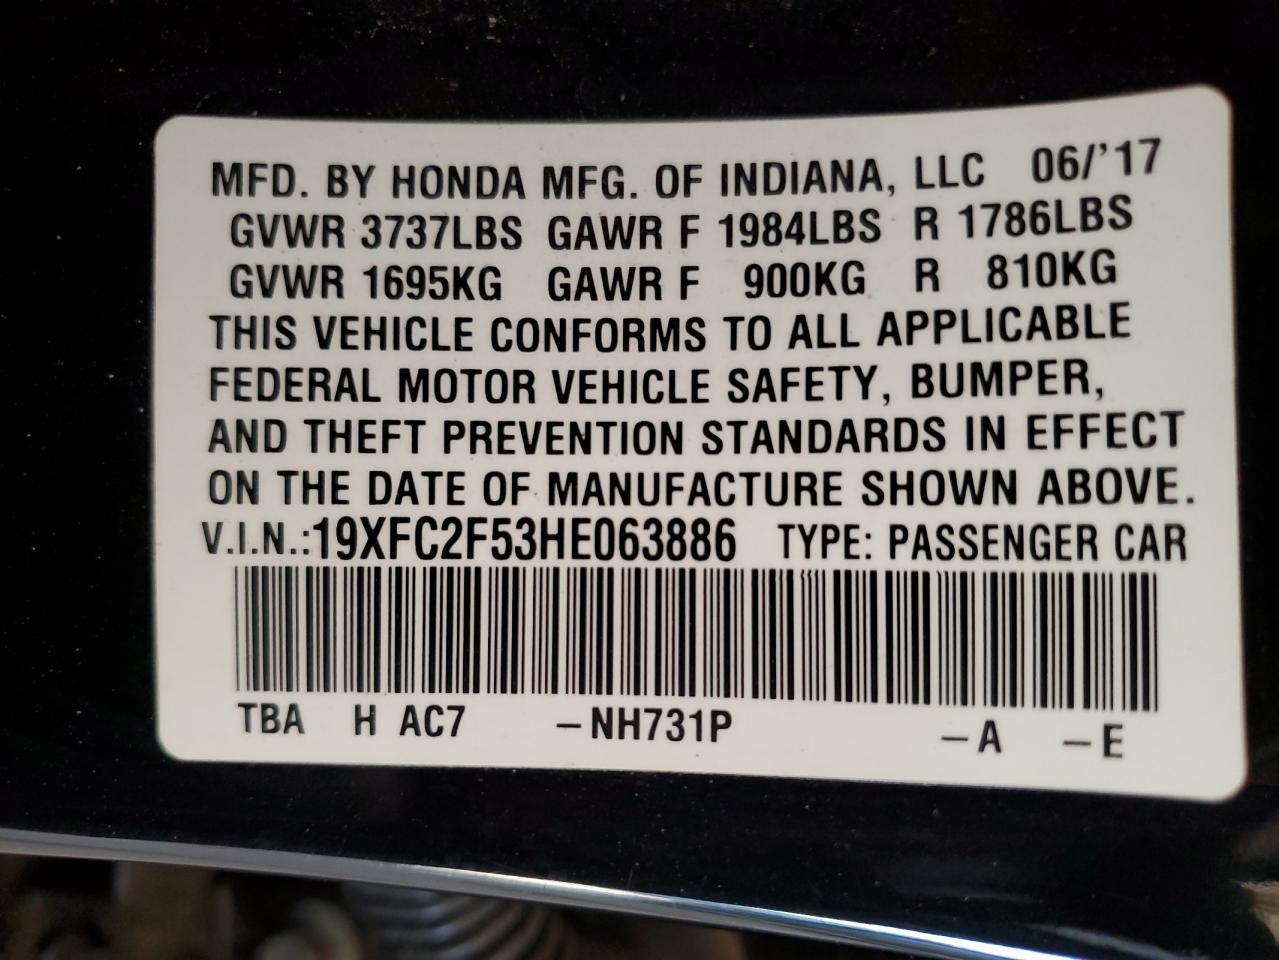 MFD. BY HONDA MFG. OF INDIANA, LLC 06/'17
GVWR 3737LBS GAWR F 1984LBS R 1786LBS
GVWR 1695KG GAWR F 900KG R 810KG
THIS VEHICLE CONFORMS TO ALL APPLICABLE
FEDERAL MOTOR VEHICLE SAFETY, BUMPER,
AND THEFT PREVENTION STANDARDS IN EFFECT
ON THE DATE OF MANUFACTURE SHOWN ABOVE.
V.I.N.:19XFC2F53HE063886 TYPE: PASSENGER CAR
TBA H AC7 –NH731P –A –E